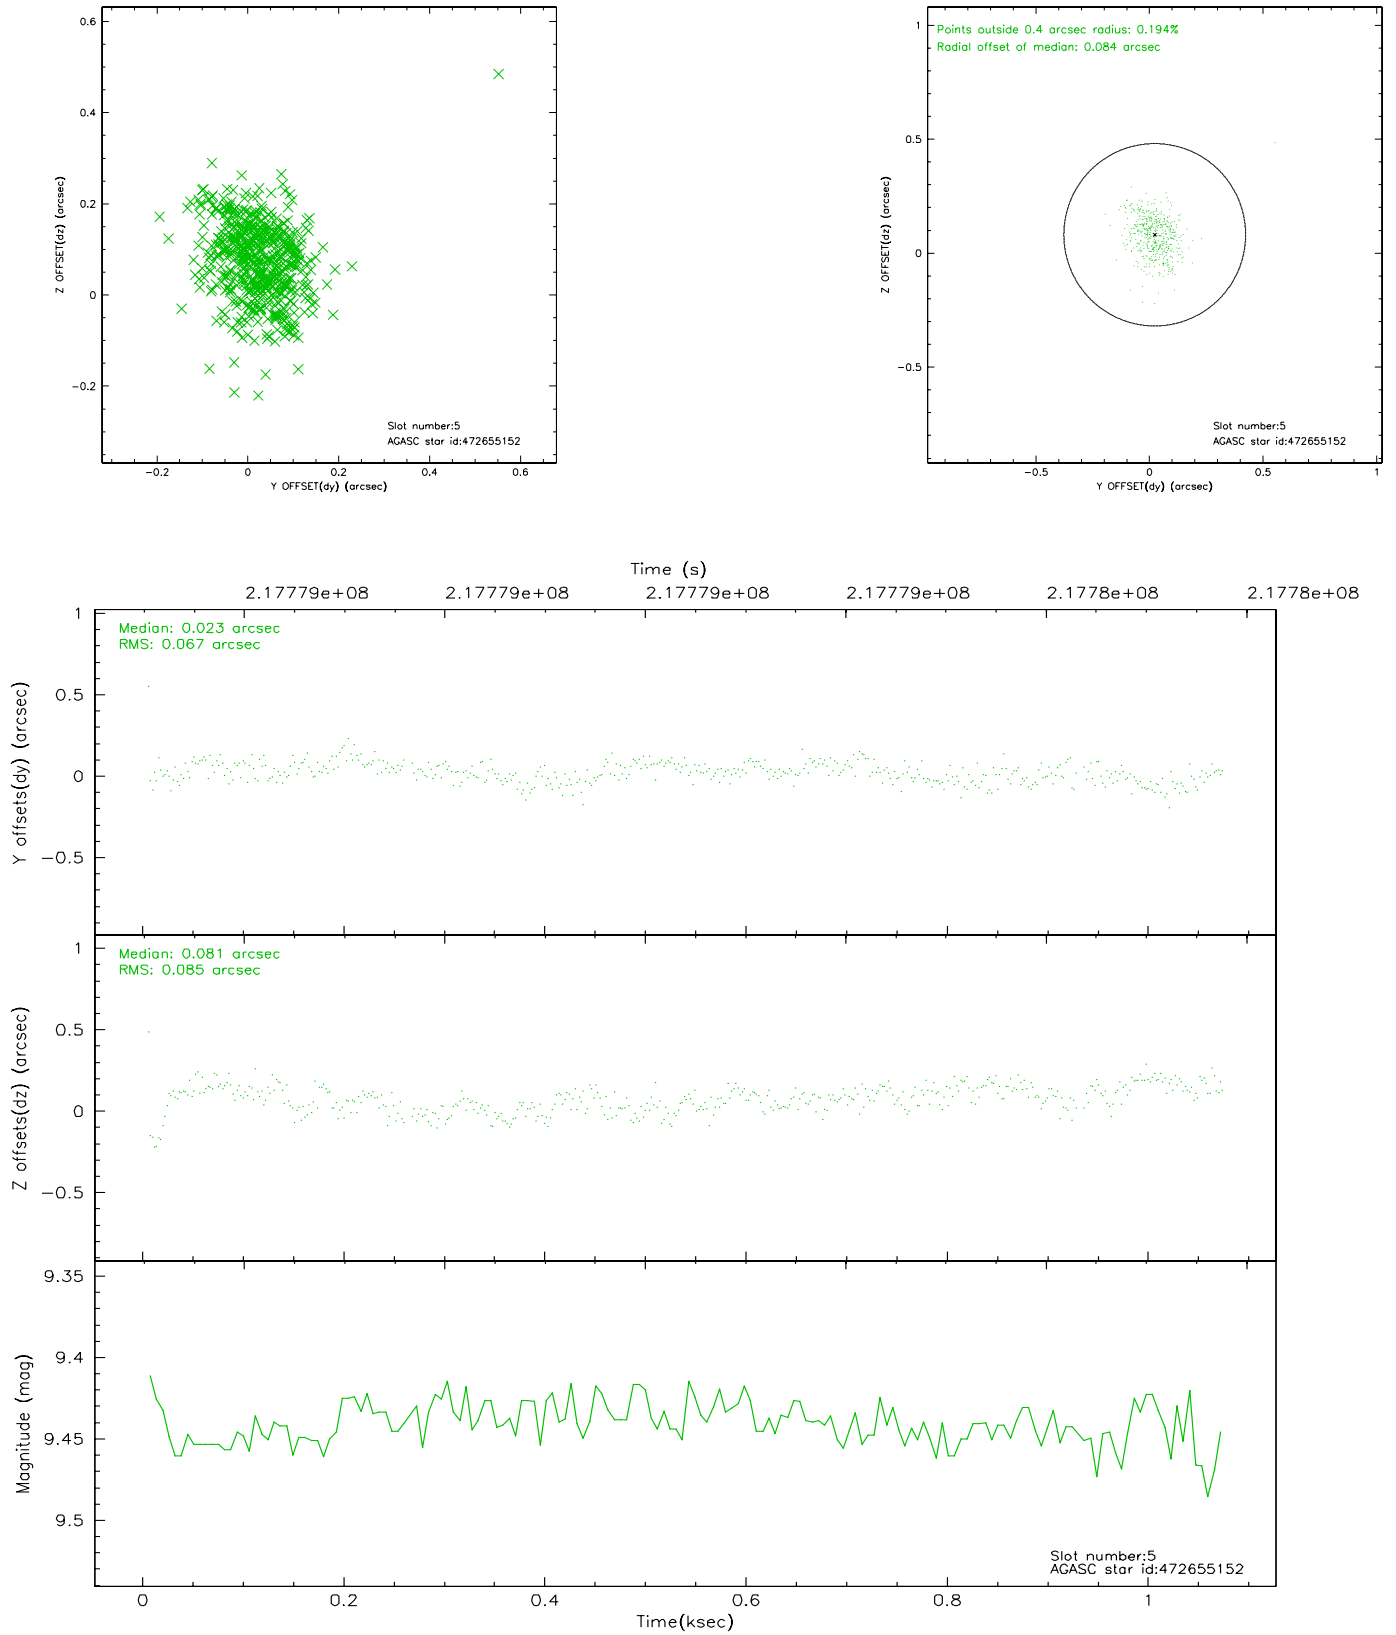 0.6
0.4
0.2
0
−0.2
Z OFFSET(dz) (arcsec)
Slot number:5
AGASC star id:472655152
−0.2 0 0.2 0.4 0.6
Y OFFSET(dy) (arcsec)
Points outside 0.4 arcsec radius: 0.194%
Radial offset of median: 0.084 arcsec
1
0.5
0
−0.5
Z OFFSET(dz) (arcsec)
Slot number:5
AGASC star id:472655152
−0.5 0 0.5 1
Y OFFSET(dy) (arcsec)
Time (s)
2.17779e+08 2.17779e+08 2.17779e+08 2.17779e+08 2.1778e+08 2.1778e+08
Median: 0.023 arcsec
RMS: 0.067 arcsec
1
0.5
0
−0.5
Y offsets(dy) (arcsec)
Median: 0.081 arcsec
RMS: 0.085 arcsec
1
0.5
0
−0.5
Z offsets(dz) (arcsec)
9.35
9.4
9.45
9.5
Magnitude (mag)
Slot number:5
AGASC star id:472655152
0 0.2 0.4 0.6 0.8 1
Time(ksec)